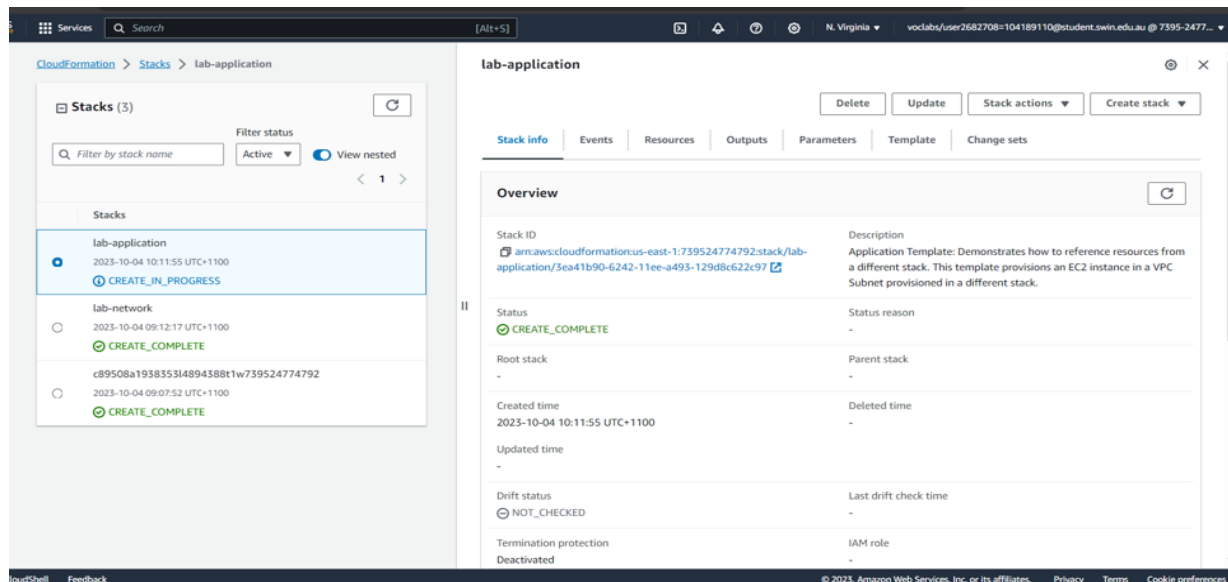 Services
Search
[Alt+S]
N. Virginia
voclabs/user2682708=104189110@student.swin.edu.au @ 7395-2477...
CloudFormation > Stacks > lab-application
Stacks (3)
Filter status
Filter by stack name
Active
View nested
< 1 >
Stacks
lab-application
2023-10-04 10:11:55 UTC+1100
CREATE_IN_PROGRESS
lab-network
2023-10-04 09:12:17 UTC+1100
CREATE_COMPLETE
c89508a1938353l4894388t1w739524774792
2023-10-04 09:07:52 UTC+1100
CREATE_COMPLETE
lab-application
Delete
Update
Stack actions
Create stack
Stack info
Events
Resources
Outputs
Parameters
Template
Change sets
Overview
Stack ID
arn:aws:cloudformation:us-east-1:739524774792:stack/lab-
application/3ea41b90-6242-11ee-a493-129d8c622c97
Description
Application Template: Demonstrates how to reference resources from
a different stack. This template provisions an EC2 instance in a VPC
Subnet provisioned in a different stack.
Status
CREATE_COMPLETE
Status reason
-
Root stack
-
Parent stack
-
Created time
2023-10-04 10:11:55 UTC+1100
Deleted time
-
Updated time
-
Drift status
NOT_CHECKED
Last drift check time
-
Termination protection
Deactivated
IAM role
-
loudShell
Feedback
© 2023, Amazon Web Services, Inc. or its affiliates.
Privacy
Terms
Cookie preferences